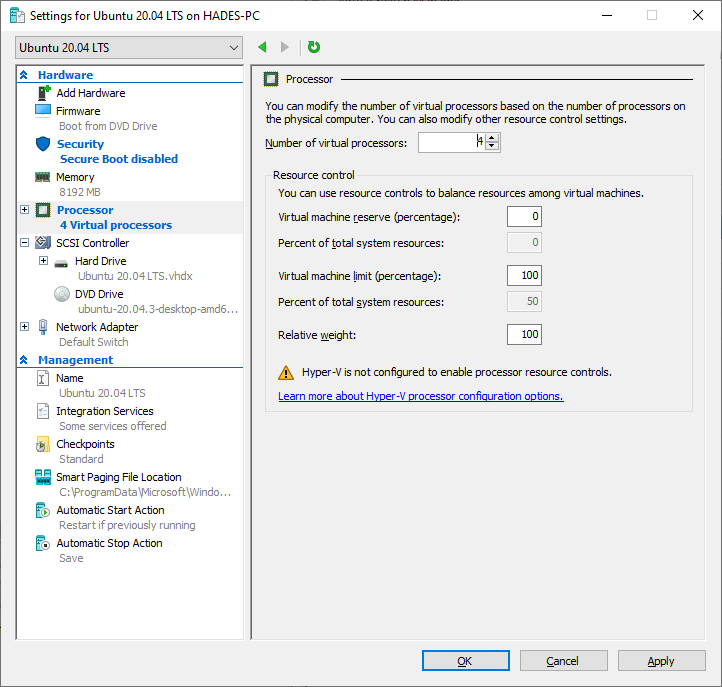 Settings for Ubuntu 20.04 LTS on HADES-PC
Ubuntu 20.04 LTS
Hardware
Add Hardware
Firmware
Boot from DVD Drive
Security
Secure Boot disabled
Memory
8192 MB
Processor
4 Virtual processors
SCSI Controller
Hard Drive
Ubuntu 20.04 LTS.vhdx
DVD Drive
ubuntu-20.04.3-desktop-amd6...
Network Adapter
Default Switch
Management
Name
Ubuntu 20.04 LTS
Integration Services
Some services offered
Checkpoints
Standard
Smart Paging File Location
C:\ProgramData\Microsoft\Windo...
Automatic Start Action
Restart if previously running
Automatic Stop Action
Save
Processor
You can modify the number of virtual processors based on the number of processors on
the physical computer. You can also modify other resource control settings.
Number of virtual processors: 4
Resource control
You can use resource controls to balance resources among virtual machines.
Virtual machine reserve (percentage): 0
Percent of total system resources: 0
Virtual machine limit (percentage): 100
Percent of total system resources: 50
Relative weight: 100
Hyper-V is not configured to enable processor resource controls.
Learn more about Hyper-V processor configuration options.
OK Cancel Apply